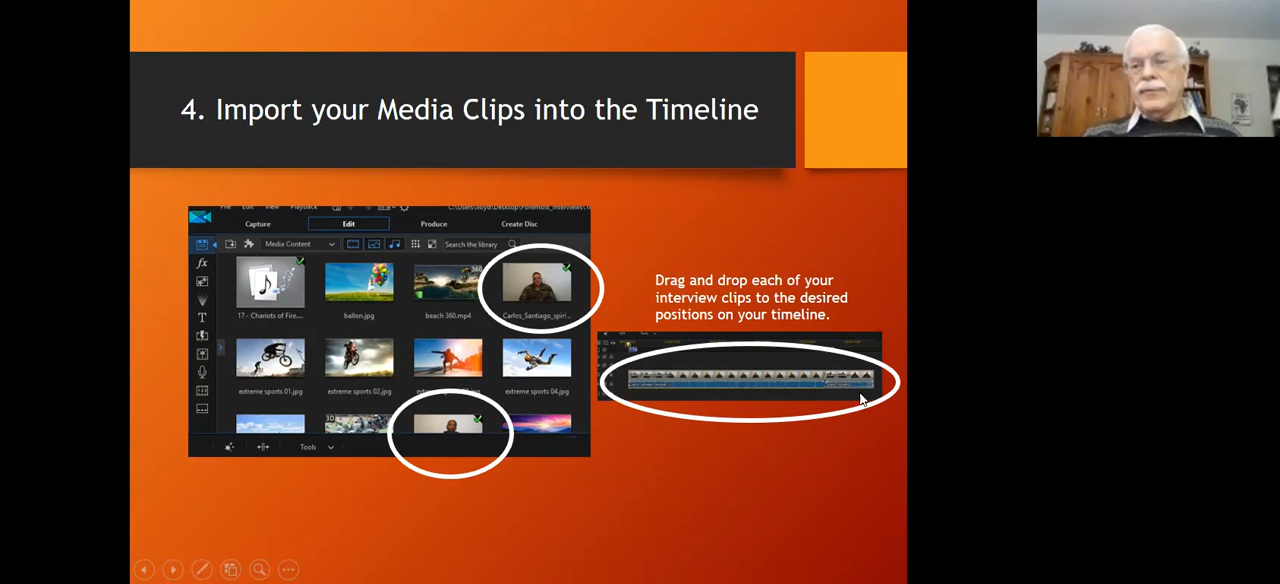 4. Import your Media Clips into the Timeline
Capture Edit Produce Create Disc
Media Content Search the library
17 - Chariots of Fire,... ballon.jpg beach 360.mp4 Carlos_Santiago_spiri...
extreme sports 01.jpg extreme sports 02.jpg extreme sports 04.jpg
3D
Tools
Drag and drop each of your
interview clips to the desired
positions on your timeline.